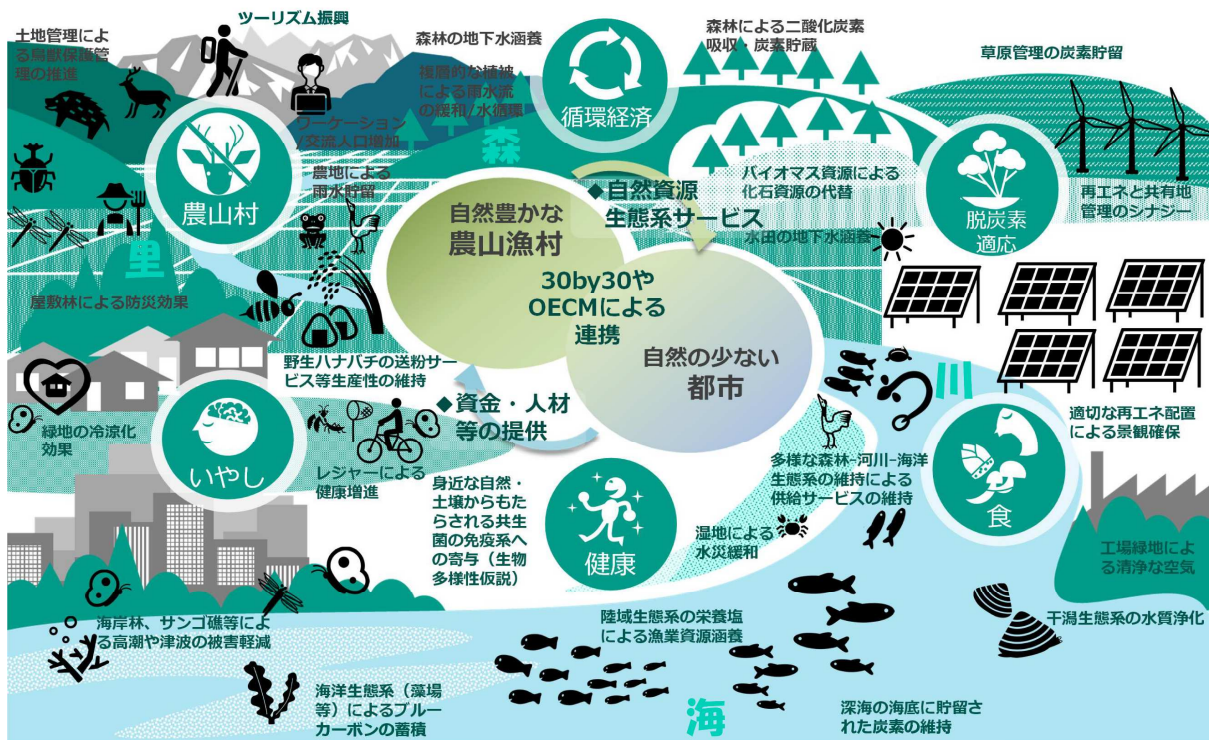 ツーリズム振興
土地管理によ
る鳥獣保護管
理の推進
森林の地下水涵養
複層的な植被
による雨水流
の緩和/水循環
森林による二酸化炭素
吸収・炭素貯蔵
草原管理の炭素貯留
循環経済
森
ワーケーション
/交流人口増加
農地による
雨水貯留
農山村
里
◆自然資源
生態系サービス
バイオマス資源による
化石資源の代替
水田の地下水涵養
脱炭素
適応
再エネと共有地
管理のシナジー
自然豊かな
農山漁村
30by30や
OECMによる
連携
自然の少ない
都市
屋敷林による防災効果
野生ハナバチの送粉サー
ビス等生産性の維持
◆資金・人材
等の提供
緑地の冷涼化
効果
いやし
レジャーによる
健康増進
身近な自然・
土壌からもた
らされる共生
菌の免疫系へ
の寄与（生物
多様性仮説）
健康
川
適切な再エネ配置
による景観確保
多様な森林-河川-海洋
生態系の維持による
供給サービスの維持
食
湿地による
水災緩和
工場緑地によ
る清浄な空気
海岸林、サンゴ礁等によ
る高潮や津波の被害軽減
陸域生態系の栄養塩
による漁業資源涵養
干潟生態系の水質浄化
海洋生態系（藻場
等）によるブルー
カーボンの蓄積
海
深海の海底に貯留さ
れた炭素の維持